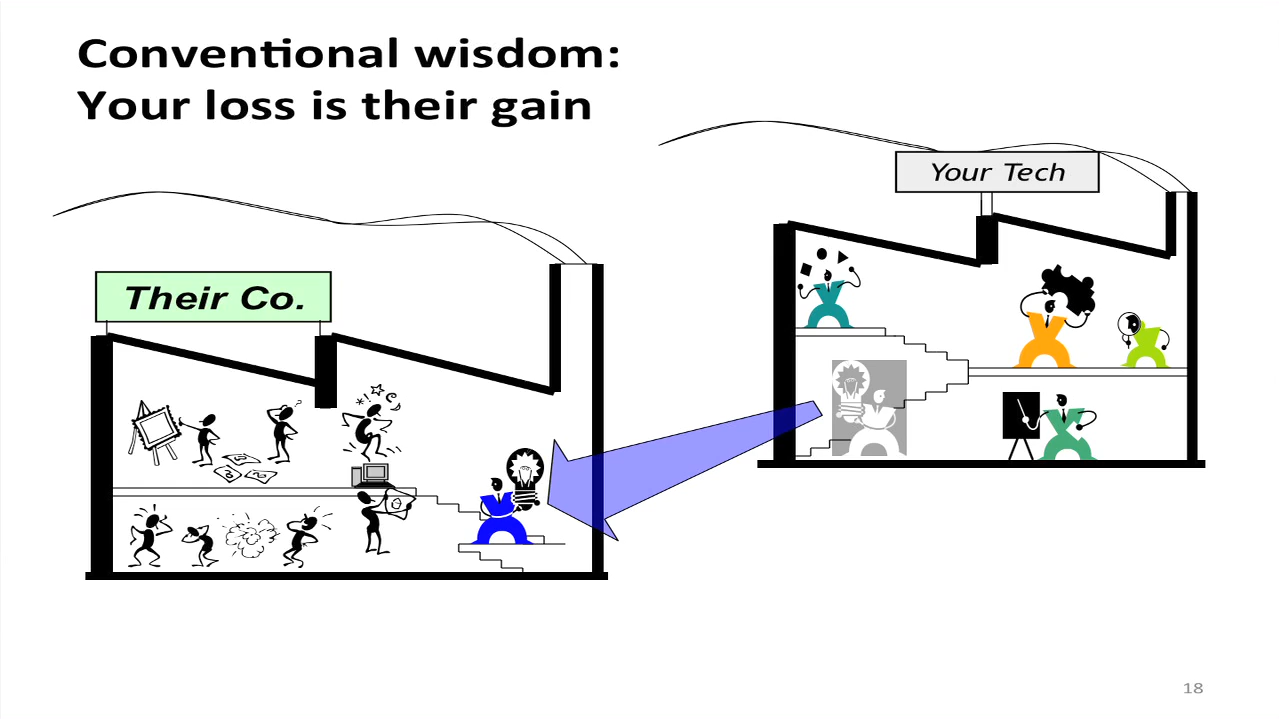 Conventional wisdom:
Your loss is their gain
Your Tech
Their Co.
18